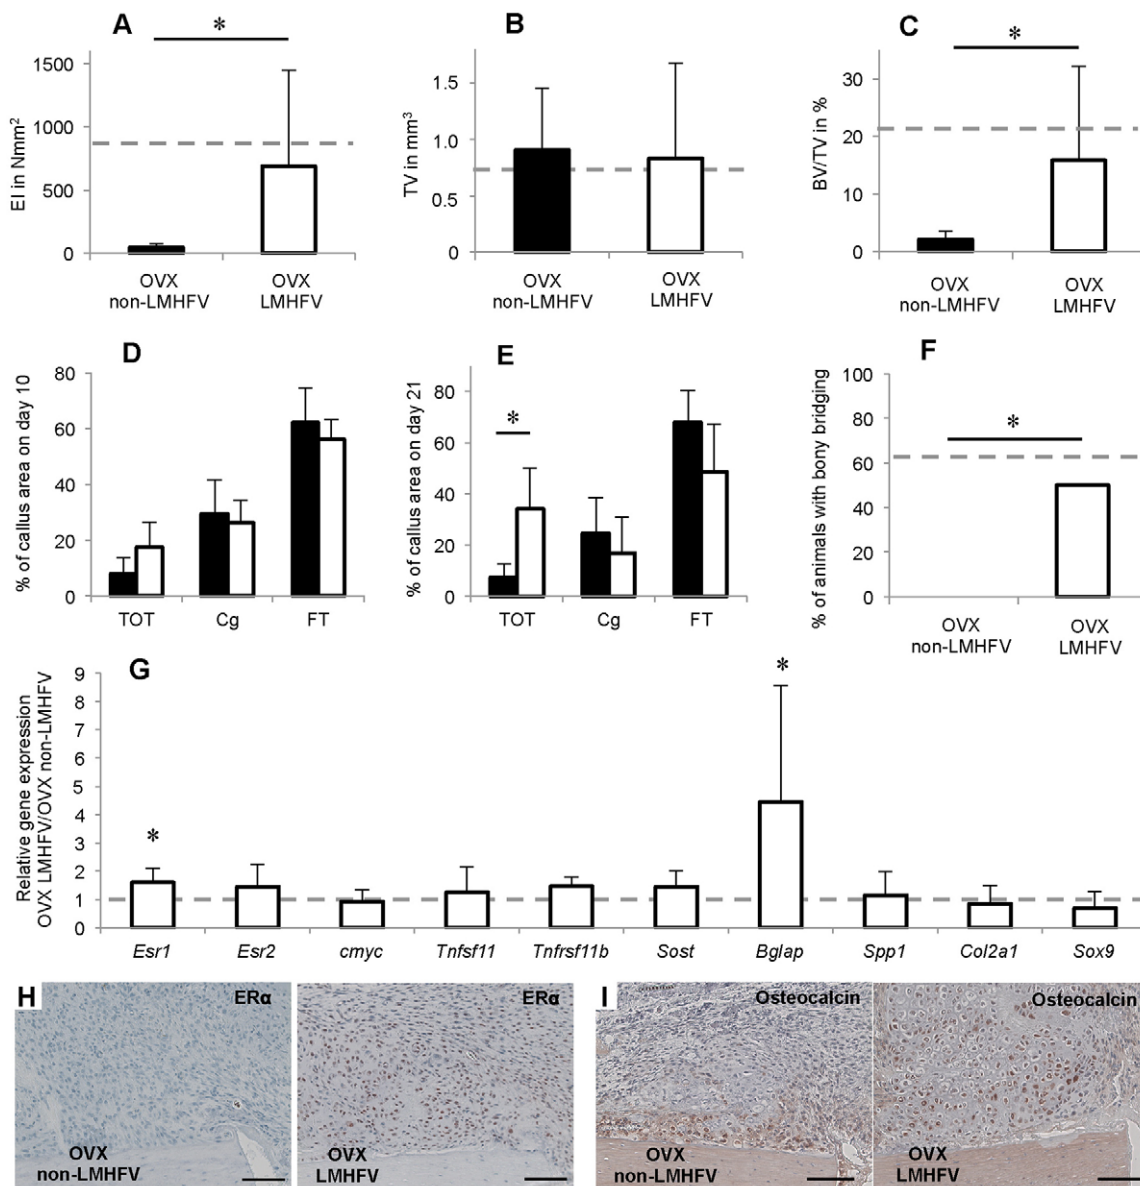 A
*
EI in Nmm²
1500
1000
500
0
OVX
non-LMHFV
OVX
LMHFV
B
TV in mm³
1.5
1.0
0.5
0
OVX
non-LMHFV
OVX
LMHFV
C
*
BV/TV in %
30
20
10
0
OVX
non-LMHFV
OVX
LMHFV
D
% of callus area on day 10
80
60
40
20
0
TOT
Cg
FT
E
% of callus area on day 21
80
60
40
20
0
*
TOT
Cg
FT
F
% of animals with bony bridging
100
80
60
40
20
0
*
OVX
non-LMHFV
OVX
LMHFV
G
Relative gene expression
OVX LMHFV/OVX non-LMHFV
9
8
7
6
5
4
3
2
1
0
*
*
Esr1
Esr2
cmyc
Tnfsf11
Tnfrsf11b
Sost
Bglap
Spp1
Col2a1
Sox9
H
ERα
OVX
non-LMHFV
ERα
OVX
LMHFV
I
Osteocalcin
OVX
non-LMHFV
Osteocalcin
OVX
LMHFV